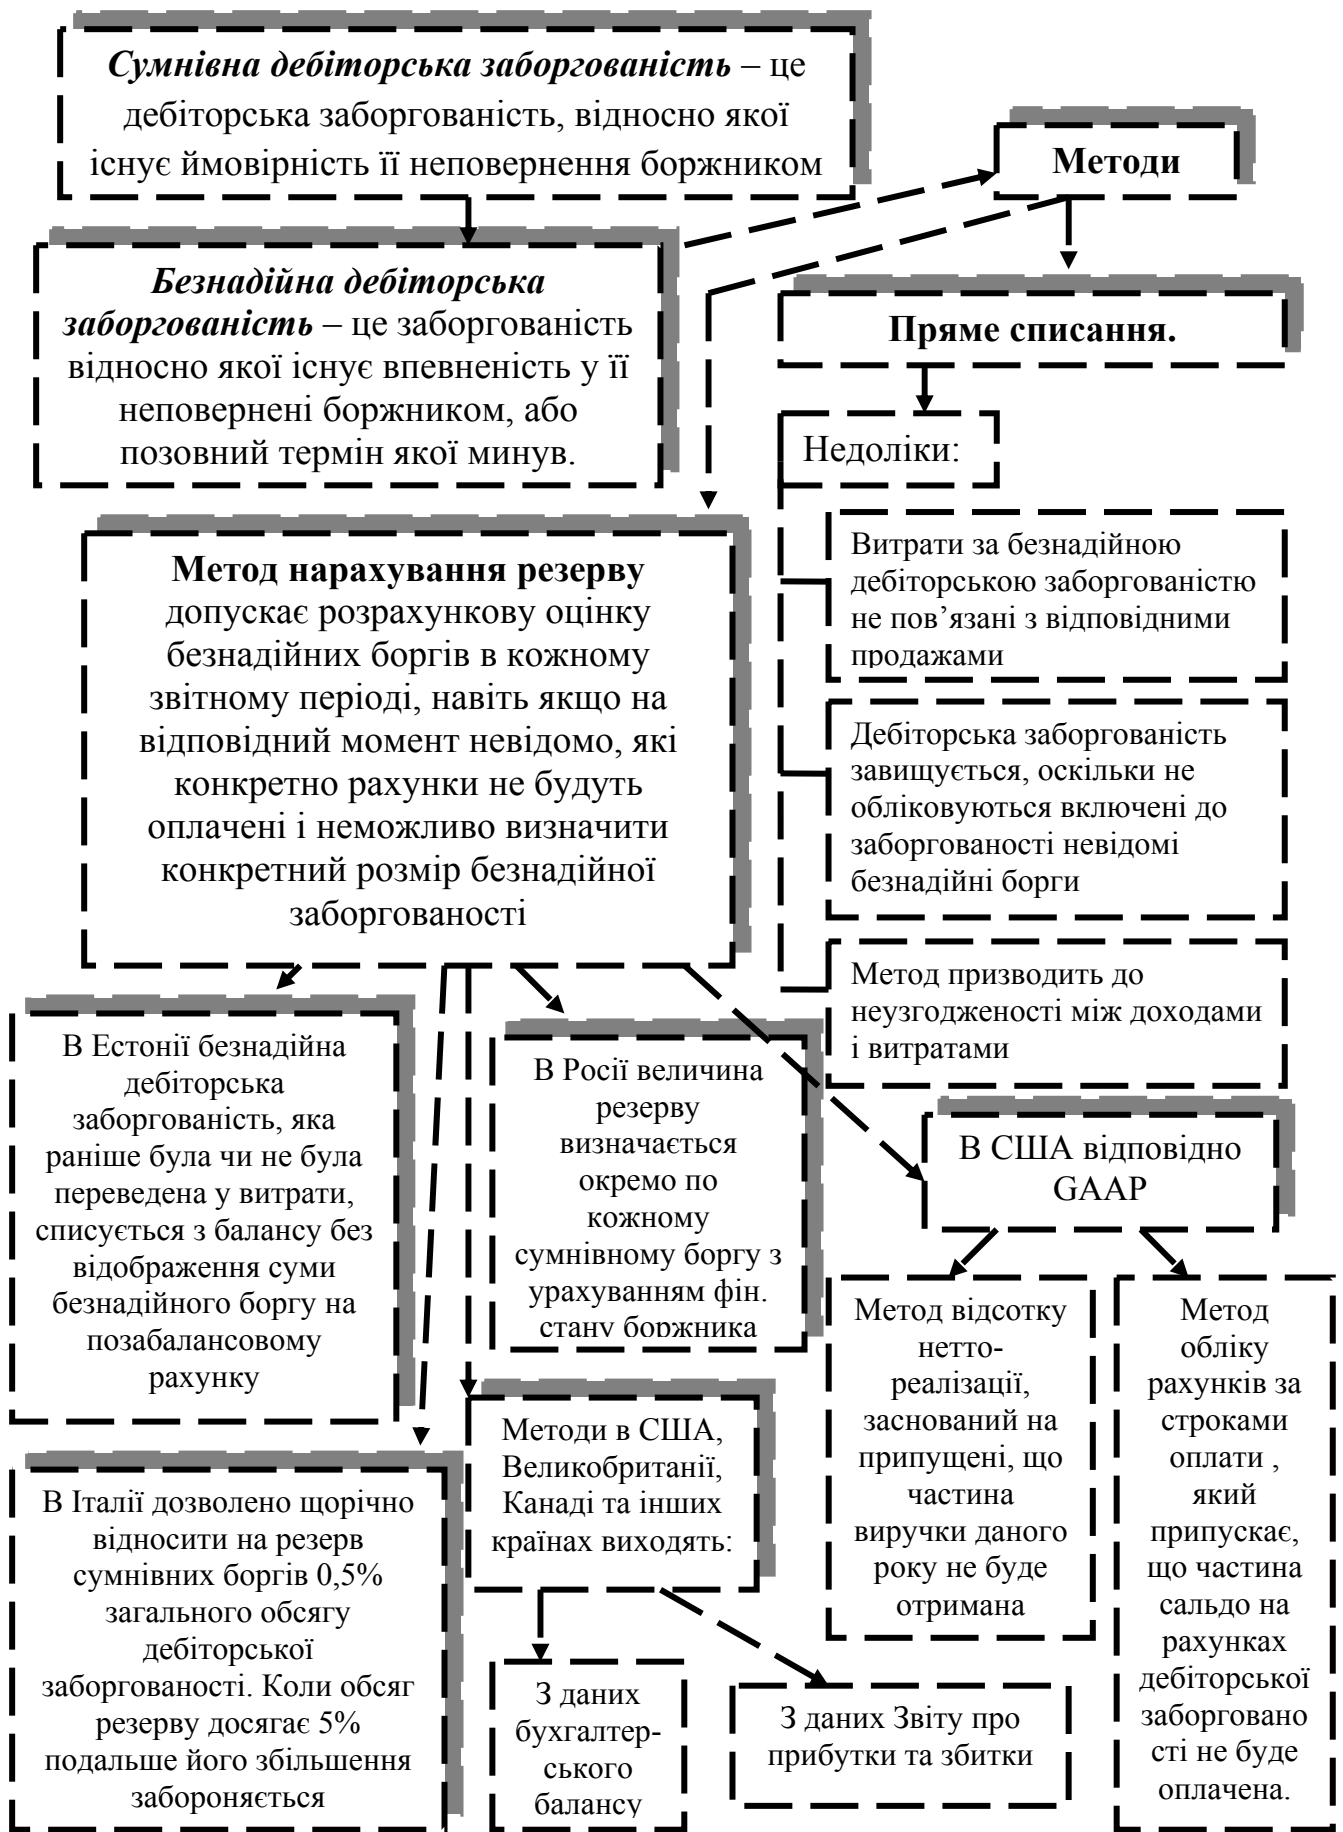 Сумнівна дебіторська заборгованість – це
дебіторська заборгованість, відносно якої
існує ймовірність її неповернення боржником
Методи
Безнадійна дебіторська
заборгованість – це заборгованість
відносно якої існує впевненість у її
неповернені боржником, або
позовний термін якої минув.
Пряме списання.
Недоліки:
Витрати за безнадійною
дебіторською заборгованістю
не пов’язані з відповідними
продажами
Дебіторська заборгованість
завищується, оскільки не
обліковуються включені до
заборгованості невідомі
безнадійні борги
Метод призводить до
неузгодженості між доходами
і витратами
Метод нарахування резерву
допускає розрахункову оцінку
безнадійних боргів в кожному
звітному періоді, навіть якщо на
відповідний момент невідомо, які
конкретно рахунки не будуть
оплачені і неможливо визначити
конкретний розмір безнадійної
заборгованості
В Естонії безнадійна
дебіторська
заборгованість, яка
раніше була чи не була
переведена у витрати,
списується з балансу без
відображення суми
безнадійного боргу на
позабалансовому
рахунку
В Росії величина
резерву
визначається
окремо по
кожному
сумнівному боргу з
урахуванням фін.
стану боржника
В США відповідно
GAAP
Метод відсотку
нетто-
реалізації,
заснований на
припущені, що
частина
виручки даного
року не буде
отримана
Метод
обліку
рахунків за
строками
оплати ,
який
припускає,
що частина
сальдо на
рахунках
дебіторської
заборговано
сті не буде
оплачена.
Методи в США,
Великобританії,
Канаді та інших
країнах виходять:
В Італії дозволено щорічно
відносити на резерв
сумнівних боргів 0,5%
загального обсягу
дебіторської
заборгованості. Коли обсяг
резерву досягає 5%
подальше його збільшення
забороняється
З даних
бухгалтер-
ського
балансу
З даних Звіту про
прибутки та збитки